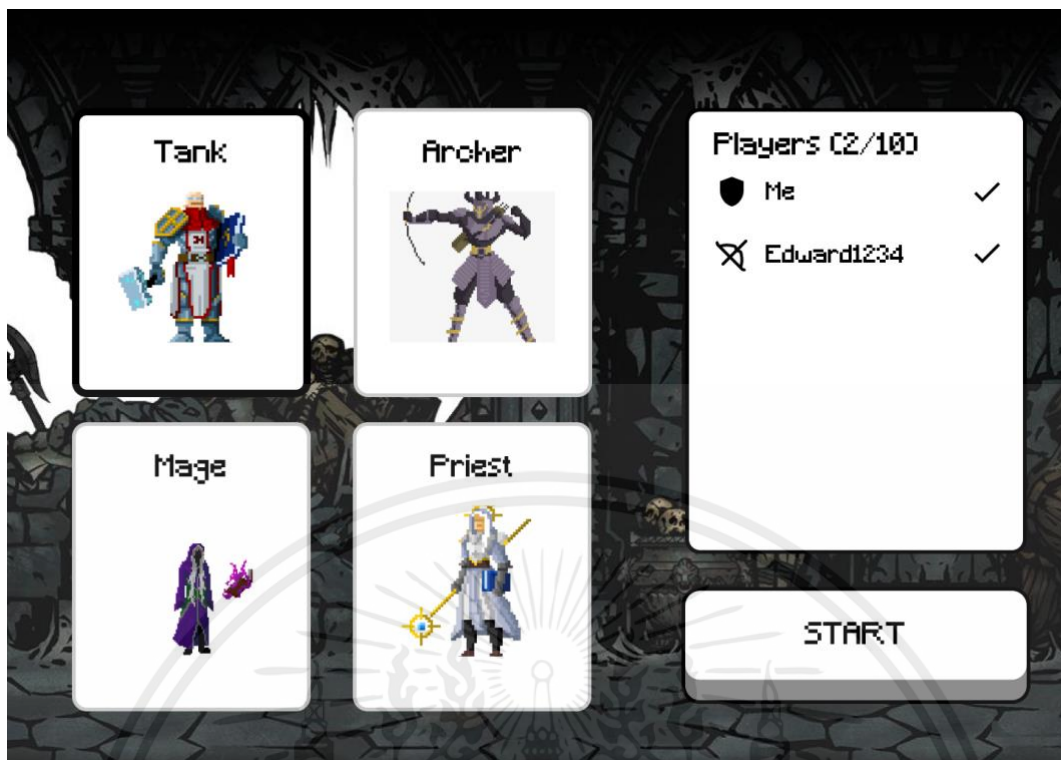 Tank
Archer
Mage
Priest
Players (2/10)
Me
Edward1234
START